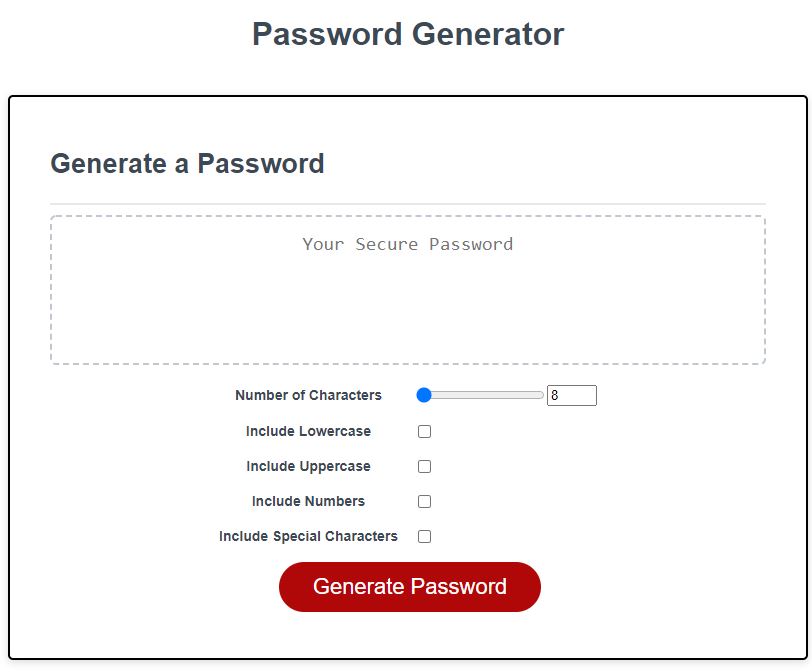 Password Generator
Generate a Password
Your Secure Password
Number of Characters 8
Include Lowercase
Include Uppercase
Include Numbers
Include Special Characters
Generate Password